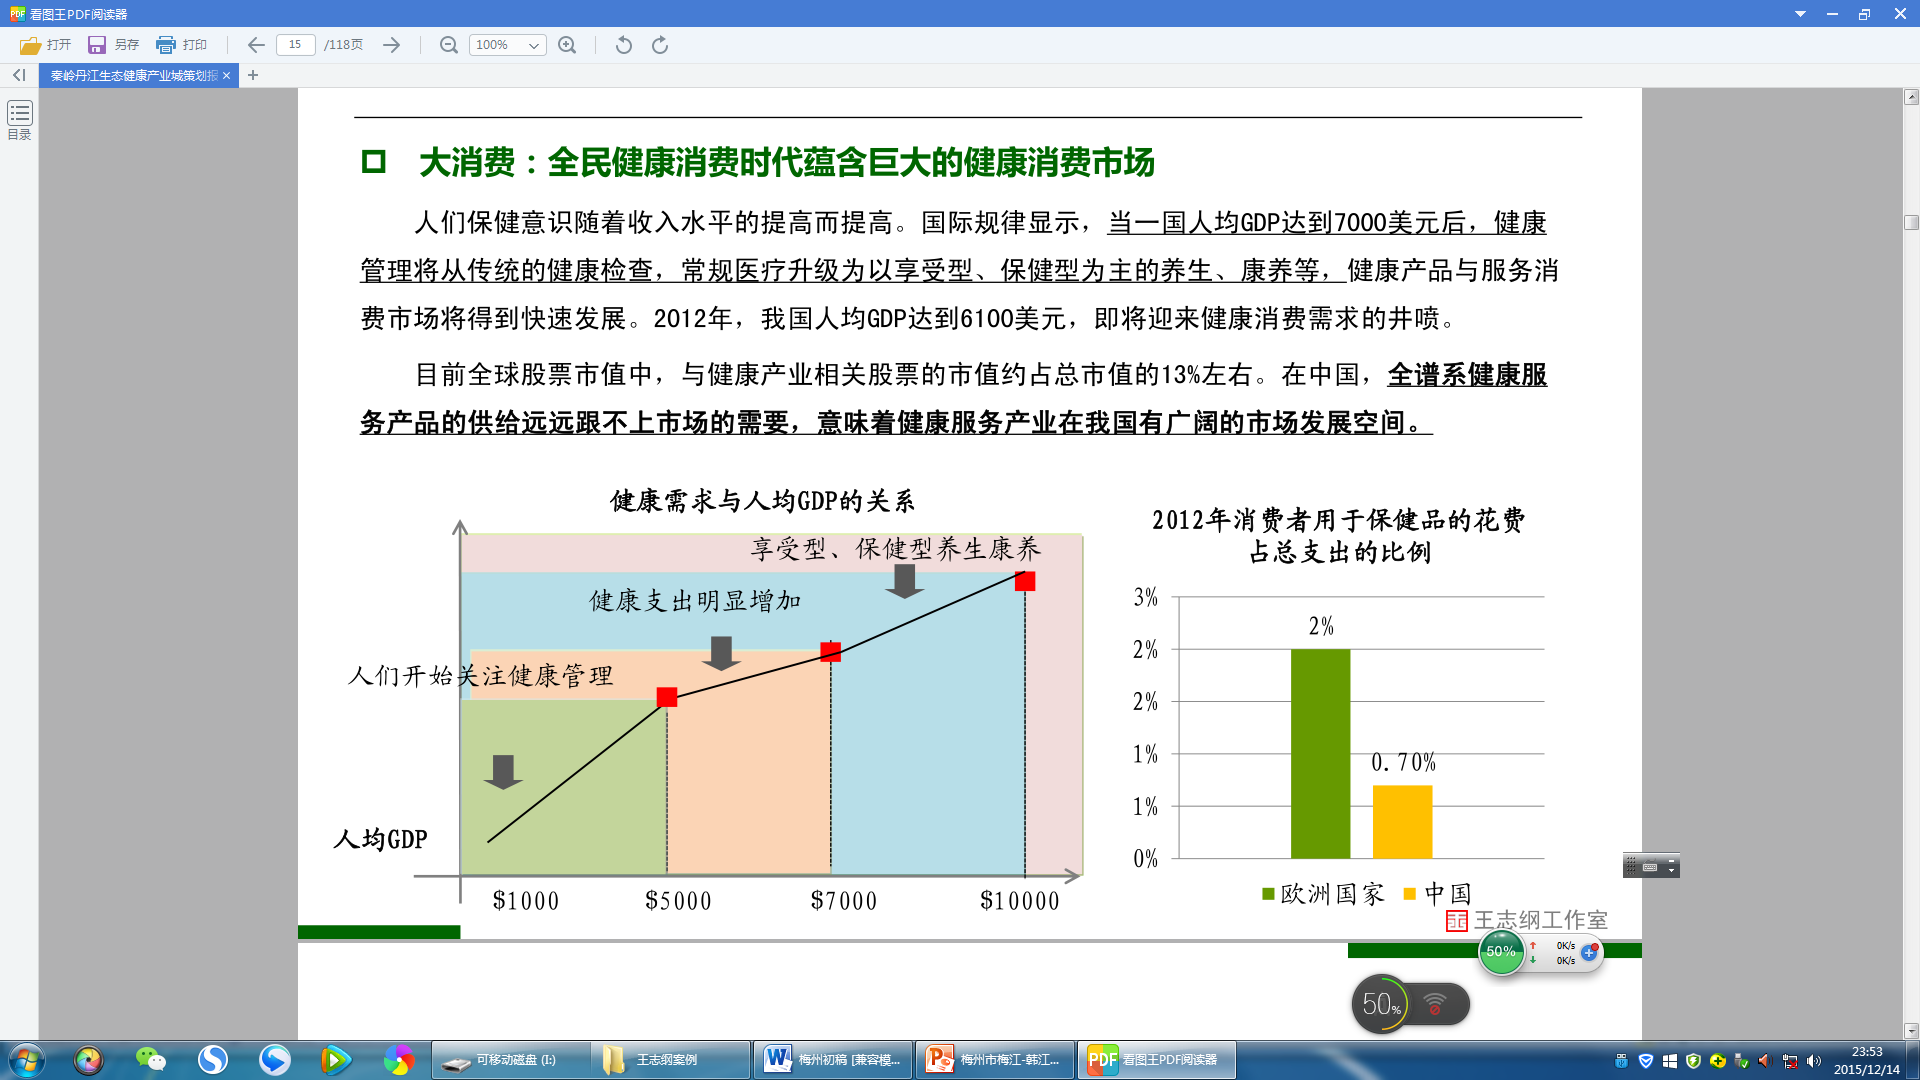 看图王PDF阅读器
打开
另存
打印
15
/118页
100%
秦岭丹江生态健康产业城策划报
目录
大消费：全民健康消费时代蕴含巨大的健康消费市场
人们保健意识随着收入水平的提高而提高。国际规律显示，当一国人均GDP达到7000美元后，健康
管理将从传统的健康检查，常规医疗升级为以享受型、保健型为主的养生、康养等，健康产品与服务消
费市场将得到快速发展。2012年，我国人均GDP达到6100美元，即将迎来健康消费需求的井喷。
目前全球股票市值中，与健康产业相关股票的市值约占总市值的13%左右。在中国，全谱系健康服
务产品的供给远远跟不上市场的需要，意味着健康服务产业在我国有广阔的市场发展空间。
健康需求与人均GDP的关系
享受型、保健型养生康养
健康支出明显增加
人们开始关注健康管理
人均GDP
$1000
$5000
$7000
$10000
2012年消费者用于保健品的花费
占总支出的比例
3%
2%
2%
2%
1%
0.70%
1%
0%
欧洲国家
中国
王志纲工作室
50%
0K/s
0K/s
50%
可移动磁盘 (I:)
王志纲案例
梅州初稿 [兼容模...
梅州市梅江-韩江...
看图王PDF阅读器
23:53
2015/12/14